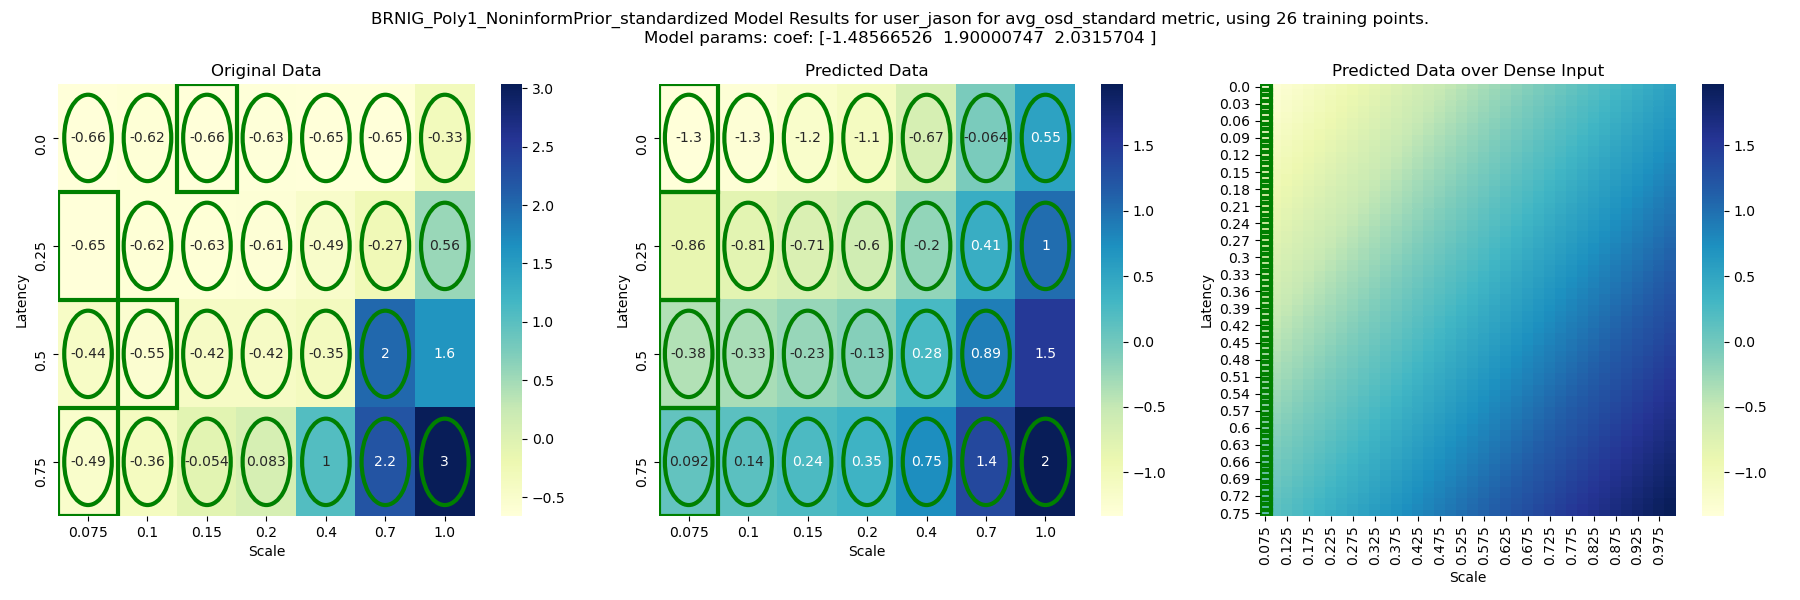 BRNIG_Poly1_NoninformPrior_standardized Model Results for user_jason for avg_osd_standard metric, using 26 training points.
Model params: coef: [-1.48566526  1.90000747  2.0315704 ]
Original Data
Latency
0.0
-0.66 -0.62 -0.66 -0.63 -0.65 -0.65 -0.33
0.25
-0.65 -0.62 -0.63 -0.61 -0.49 -0.27 0.56
0.5
-0.44 -0.55 -0.42 -0.42 -0.35 2 1.6
0.75
-0.49 -0.36 -0.054 0.083 1 2.2 3
0.075 0.1 0.15 0.2 0.4 0.7 1.0
Scale
3.0
2.5
2.0
1.5
1.0
0.5
0.0
−0.5
Predicted Data
Latency
0.0
-1.3 -1.3 -1.2 -1.1 -0.67 -0.064 0.55
0.25
-0.86 -0.81 -0.71 -0.6 -0.2 0.41 1
0.5
-0.38 -0.33 -0.23 -0.13 0.28 0.89 1.5
0.75
0.092 0.14 0.24 0.35 0.75 1.4 2
0.075 0.1 0.15 0.2 0.4 0.7 1.0
Scale
1.5
1.0
0.5
0.0
−0.5
−1.0
Predicted Data over Dense Input
Latency
0.0
0.03
0.06
0.09
0.12
0.15
0.18
0.21
0.24
0.27
0.3
0.33
0.36
0.39
0.42
0.45
0.48
0.51
0.54
0.57
0.6
0.63
0.66
0.69
0.72
0.75
0.075 0.125 0.175 0.225 0.275 0.325 0.375 0.425 0.475 0.525 0.575 0.625 0.675 0.725 0.775 0.825 0.875 0.925 0.975
Scale
1.5
1.0
0.5
0.0
−0.5
−1.0